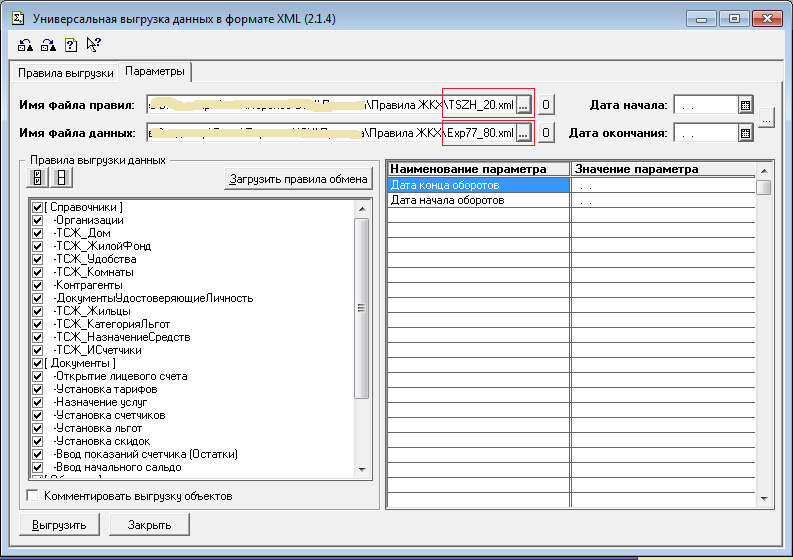 Универсальная выгрузка данных в формате XML (2.1.4)
Правила выгрузки
Параметры
Имя файла правил:
\Правила ЖКХ\TSZH_20.xml
...
0
Дата начала:
. .
Имя файла данных:
\Правила ЖКХ\Exp77_80.xml
...
0
Дата окончания:
. .
...
Правила выгрузки данных
Загрузить правила обмена
[ Справочники ]
-Организации
-ТСЖ_Дом
-ТСЖ_ЖилойФонд
-ТСЖ_Удобства
-ТСЖ_Комнаты
-Контрагенты
-ДокументыУдостоверяющиеЛичность
-ТСЖ_Жильцы
-ТСЖ_КатегорияЛьгот
-ТСЖ_НазначениеСредств
-ТСЖ_ИСчетчики
[ Документы ]
-Открытие лицевого счета
-Установка тарифов
-Назначение услуг
-Установка счетчиков
-Установка льгот
-Установка скидок
-Ввод показаний счетчика (Остатки)
-Ввод начального сальдо
Наименование параметра Значение параметра
Дата конца оборотов . .
Дата начала оборотов . .
Комментировать выгрузку объектов
Выгрузить
Закрыть